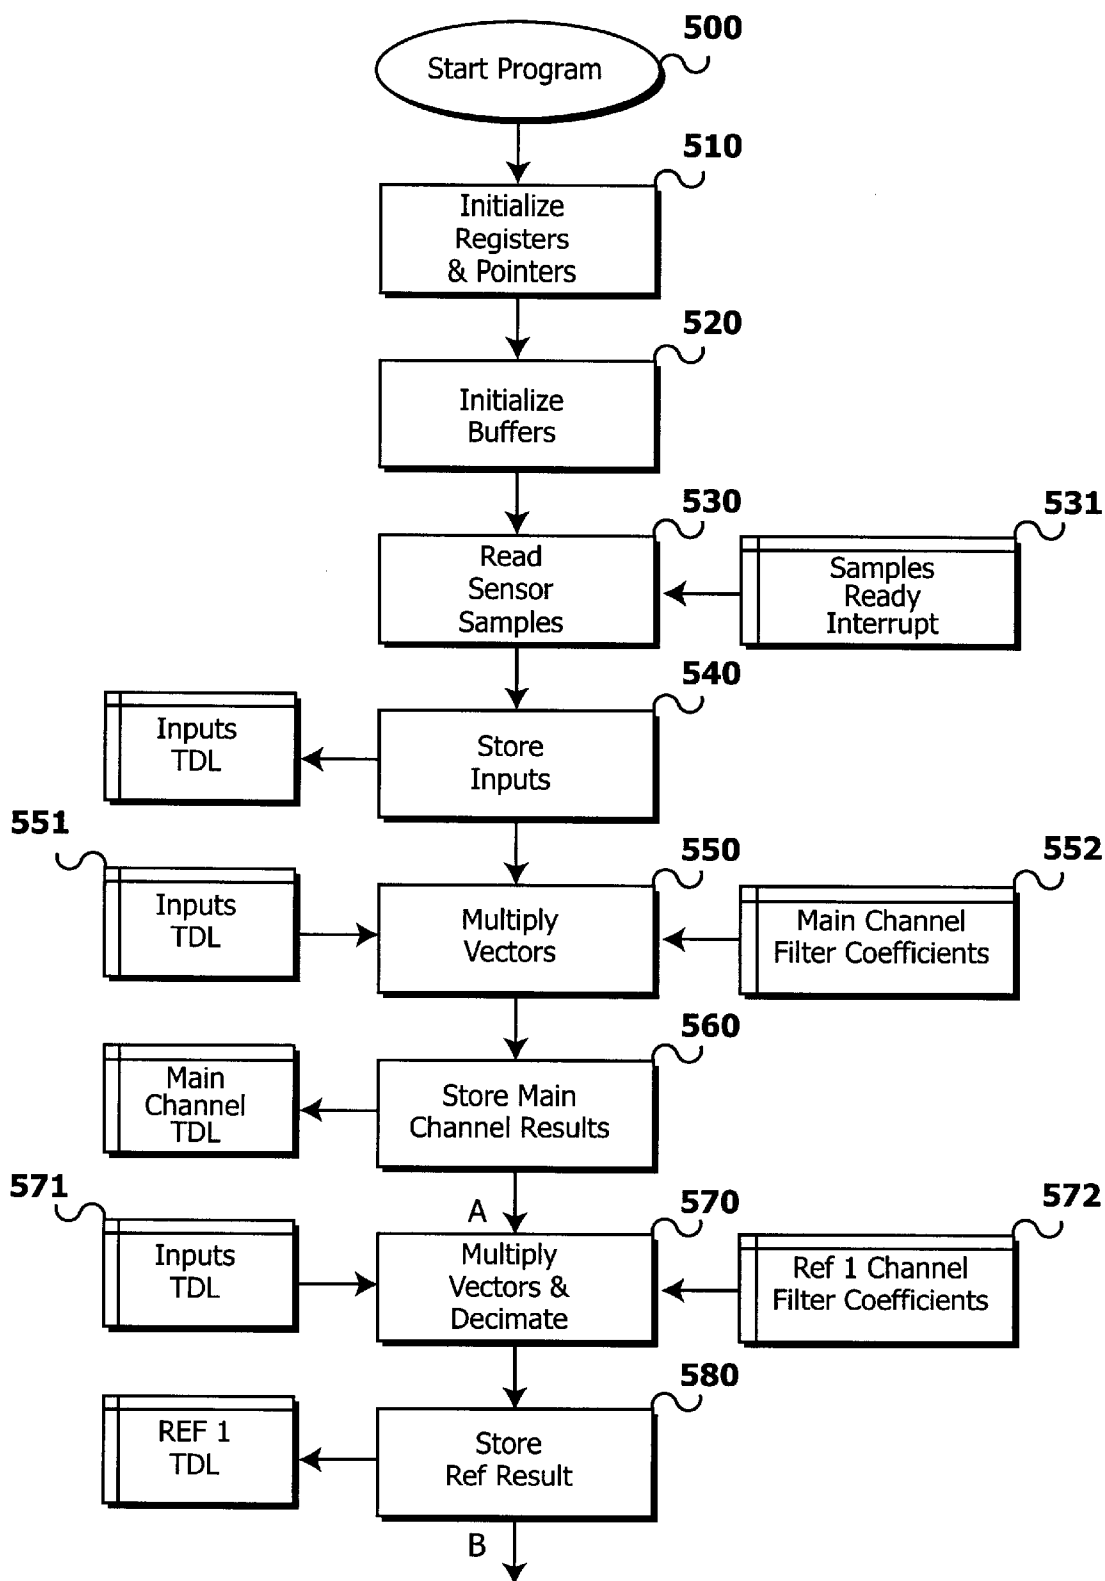 500
Start Program
510
Initialize
Registers
& Pointers
520
Initialize
Buffers
530
Read
Sensor
Samples
531
Samples
Ready
Interrupt
540
Store
Inputs
Inputs
TDL
551
Inputs
TDL
550
Multiply
Vectors
552
Main Channel
Filter Coefficients
560
Store Main
Channel Results
Main
Channel
TDL
A
571
Inputs
TDL
570
Multiply
Vectors &
Decimate
572
Ref 1 Channel
Filter Coefficients
580
Store
Ref Result
REF 1
TDL
B